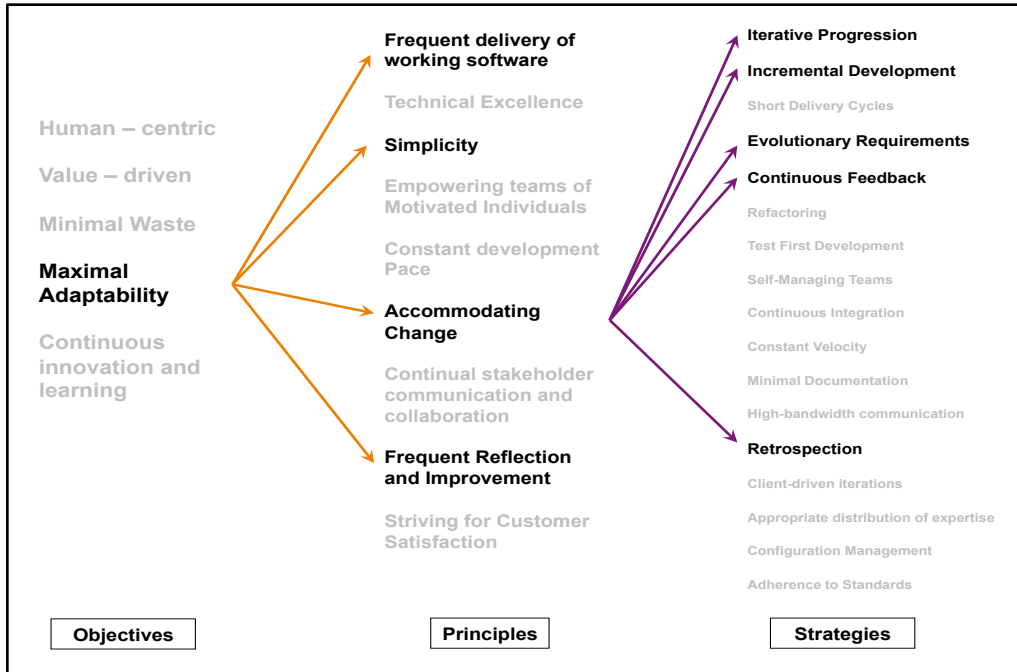 Human – centric
Value – driven
Minimal Waste
Maximal
Adaptability
Continuous
innovation and
learning
Objectives
Frequent delivery of
working software
Technical Excellence
Simplicity
Empowering teams of
Motivated Individuals
Constant development
Pace
Accommodating
Change
Continual stakeholder
communication and
collaboration
Frequent Reflection
and Improvement
Striving for Customer
Satisfaction
Principles
Iterative Progression
Incremental Development
Short Delivery Cycles
Evolutionary Requirements
Continuous Feedback
Refactoring
Test First Development
Self-Managing Teams
Continuous Integration
Constant Velocity
Minimal Documentation
High-bandwidth communication
Retrospection
Client-driven iterations
Appropriate distribution of expertise
Configuration Management
Adherence to Standards
Strategies